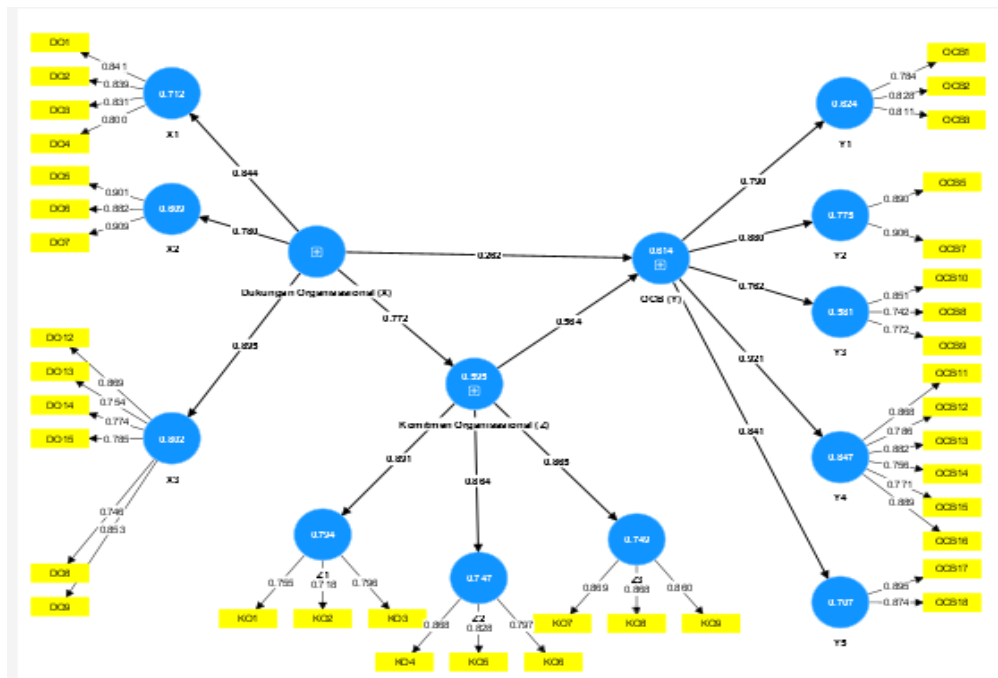 DO1
DO2
DO3
DO4
0.841
0.839
0.831
0.800
0.712
X1
DO5
DO6
DO7
0.901
0.882
0.909
0.609
X2
0.844
0.780
Dukungan Organisasional (X)
0.262
0.772
0.895
DO12
DO13
DO14
DO15
0.869
0.754
0.774
0.785
0.802
X3
0.746
0.853
DO8
DO9
0.595
Komitmen Organisasional (Z)
0.564
0.891
0.864
0.865
0.794
Z1
0.755
0.718
0.796
KO1
KO2
KO3
0.747
Z2
0.868
0.828
0.797
KO4
KO5
KO6
0.749
Z3
0.869
0.868
0.860
KO7
KO8
KO9
0.614
OCB (Y)
0.790
0.880
0.762
0.921
0.841
0.624
Y1
0.784
0.828
0.811
OCB1
OCB2
OCB3
0.775
Y2
0.890
0.906
OCB5
OCB7
0.581
Y3
0.851
0.742
0.772
OCB10
OCB8
OCB9
0.847
Y4
0.868
0.786
0.882
0.756
0.771
0.889
OCB11
OCB12
OCB13
OCB14
OCB15
OCB16
0.707
Y5
0.895
0.874
OCB17
OCB18